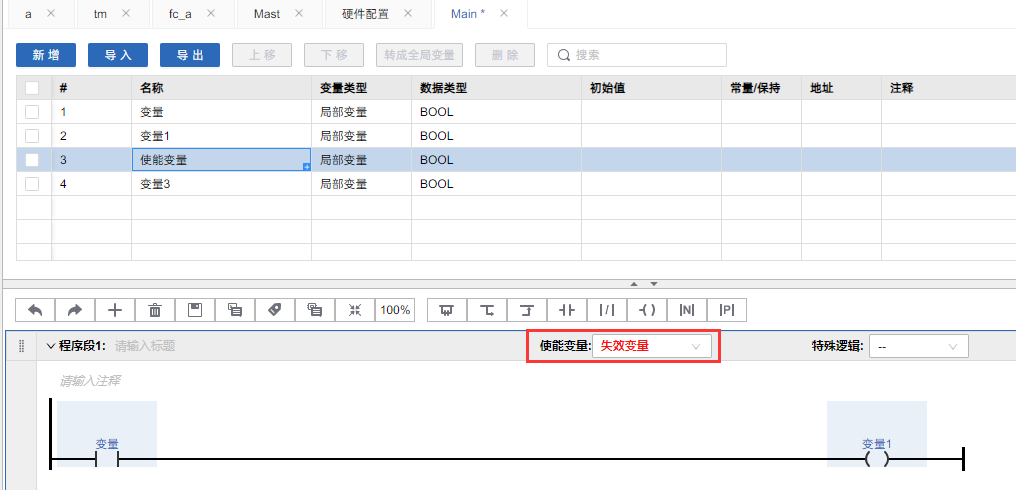 a tm fc_a Mast 硬件配置 Main *
新 增 导 入 导 出 上 移 下 移 转成全局变量 删 除 搜索
# 名称 变量类型 数据类型 初始值 常量/保持 地址 注释
1 变量 局部变量 BOOL
2 变量1 局部变量 BOOL
3 使能变量 局部变量 BOOL
4 变量3 局部变量 BOOL
100% |N| |P|
程序段1: 请输入标题 使能变量: 失效变量 特殊逻辑: --
请输入注释
变量 变量1